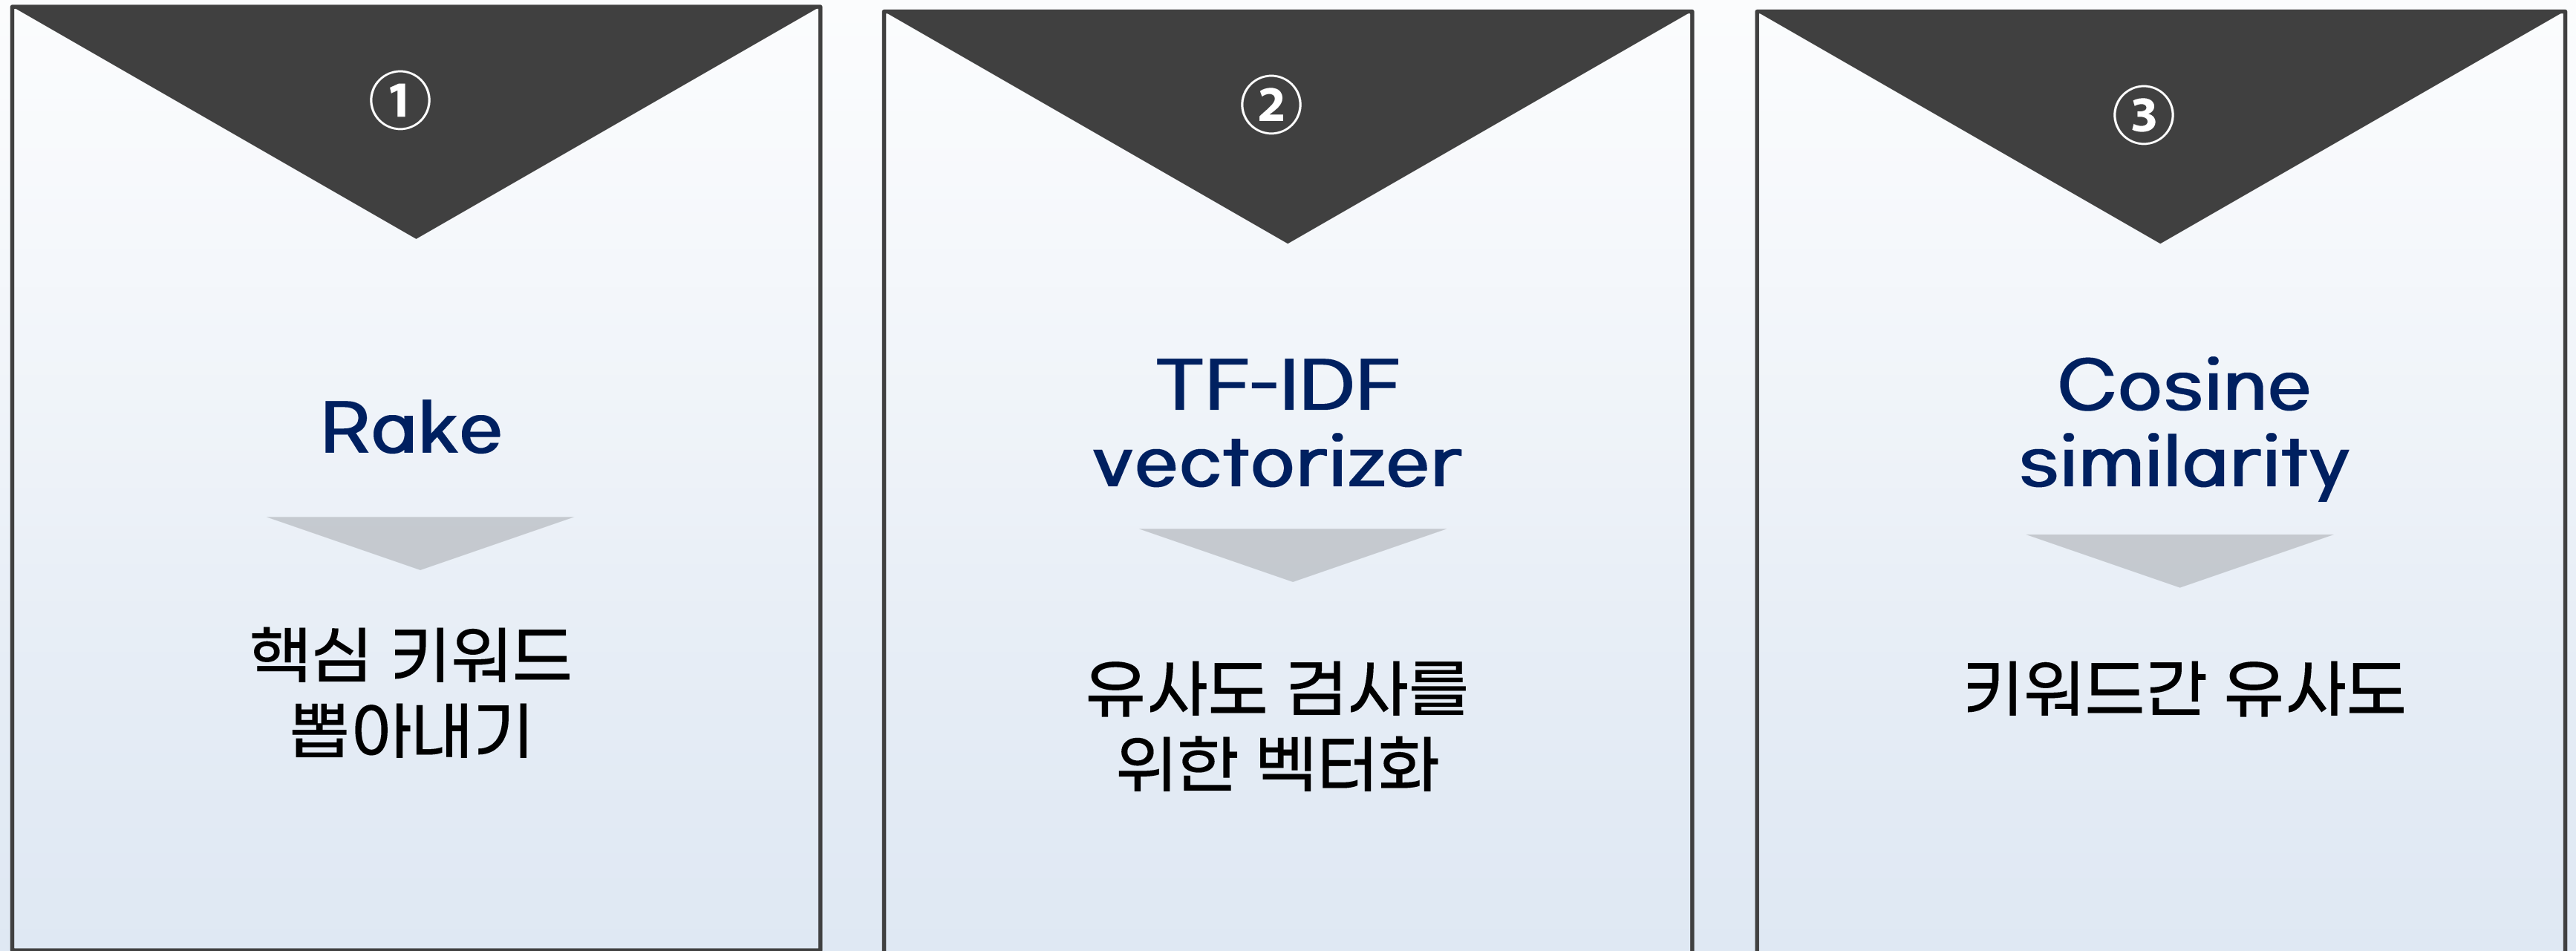 ①
Rake
핵심 키워드
뽑아내기
②
TF-IDF
vectorizer
유사도 검사를
위한 벡터화
③
Cosine
similarity
키워드간 유사도